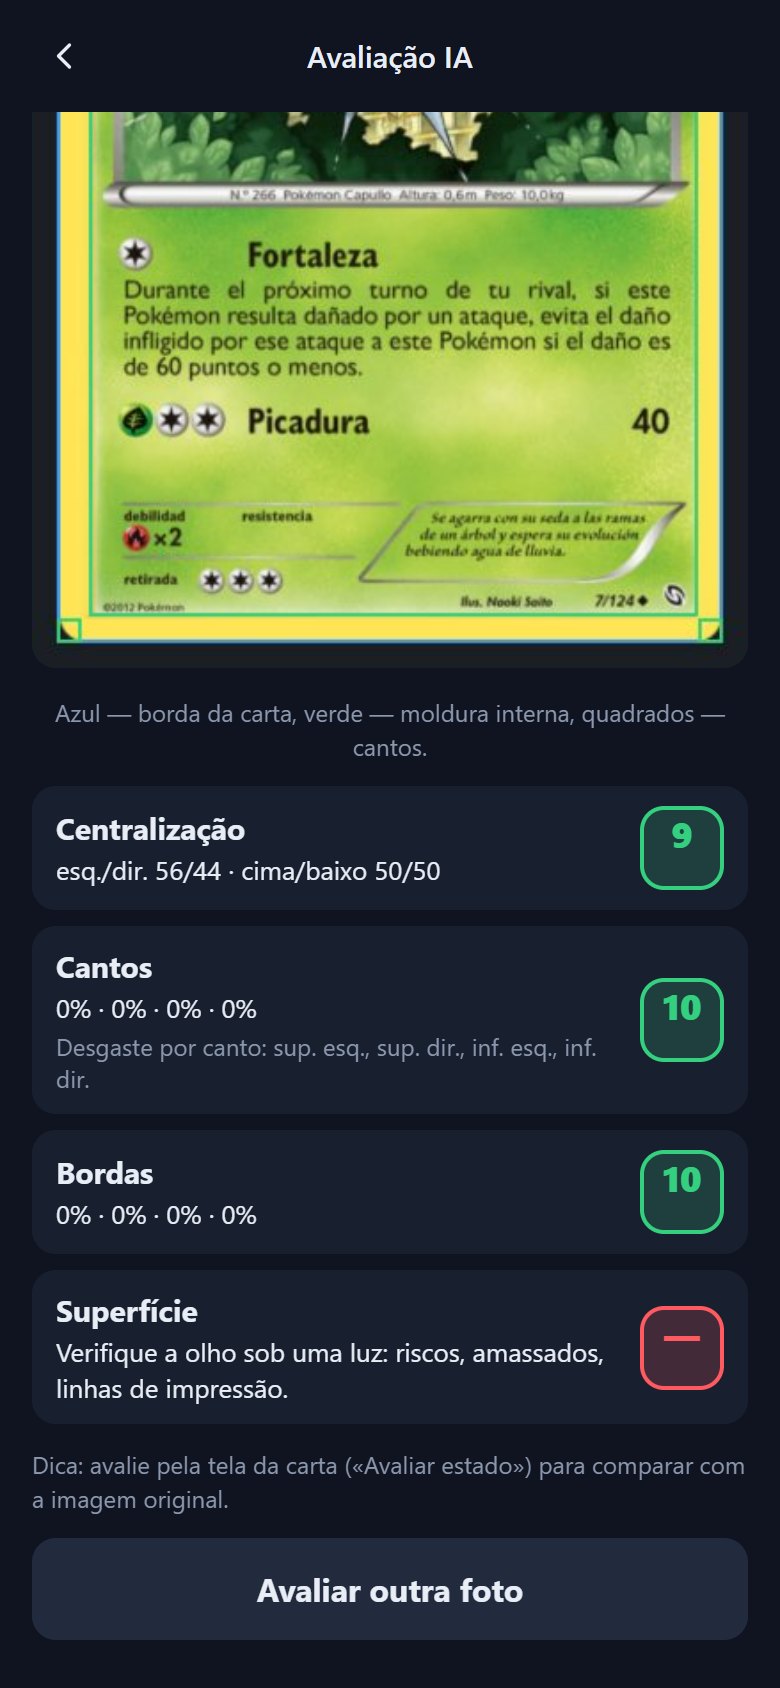 Avaliação IA
N.º 266 Pokémon Capullo Altura: 0,6m Peso: 10,0kg
Fortaleza
Durante el próximo turno de tu rival, si este
Pokémon resulta dañado por un ataque, evita el daño
infligido por ese ataque a este Pokémon si el daño es
de 60 puntos o menos.
Picadura 40
debilidad resistencia
×2
Se agarra con su seda a las ramas
de un árbol y espera su evolución
bebiendo agua de lluvia.
retirada
©2012 Pokémon Ilus. Naoki Saito 7/124
Azul — borda da carta, verde — moldura interna, quadrados —
cantos.
Centralização
esq./dir. 56/44 · cima/baixo 50/50
9
Cantos
0% · 0% · 0% · 0%
Desgaste por canto: sup. esq., sup. dir., inf. esq., inf.
dir.
10
Bordas
0% · 0% · 0% · 0%
10
Superfície
Verifique a olho sob uma luz: riscos, amassados,
linhas de impressão.
—
Dica: avalie pela tela da carta («Avaliar estado») para comparar com
a imagem original.
Avaliar outra foto